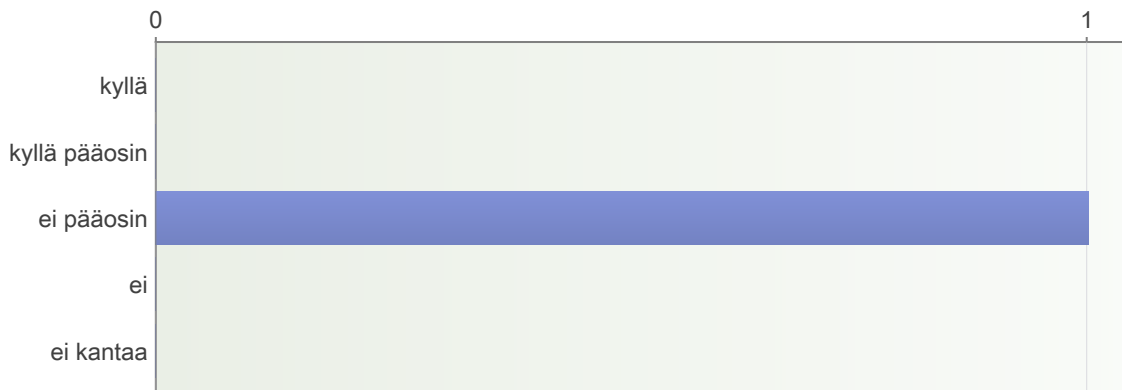 0 1
kyllä
kyllä pääosin
ei pääosin
ei
ei kantaa